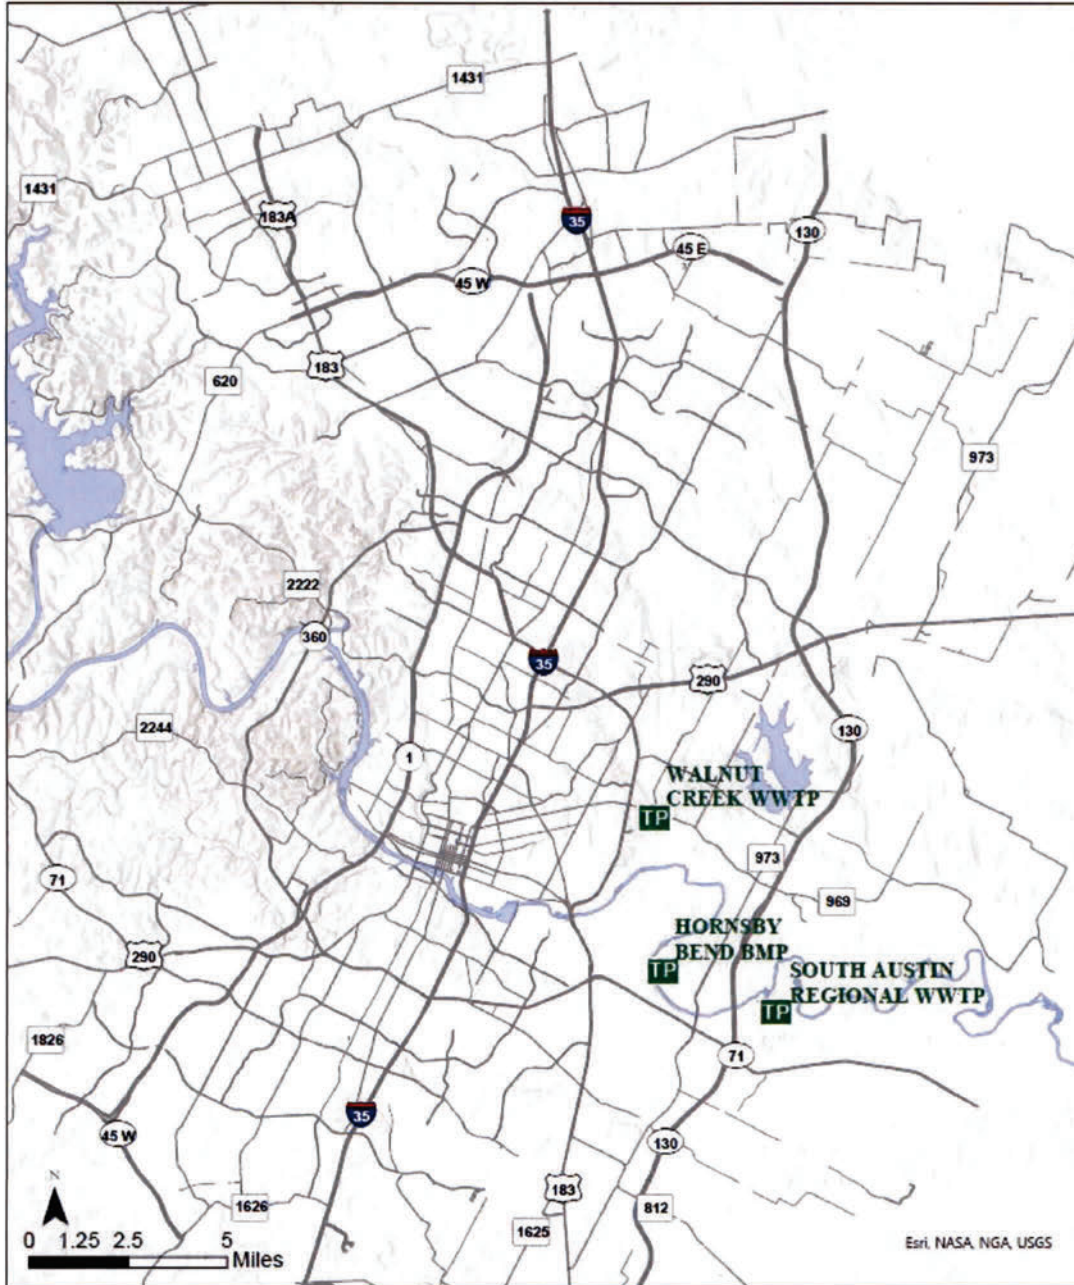 1431
1431
183A
35
130
45 E
45 W
183
620
973
2222
360
35
290
2244
130
1
WALNUT
CREEK WWTP
TP
973
71
969
HORNSBY
BEND BMP
TP
290
SOUTH AUSTIN
REGIONAL WWTP
TP
1826
71
35
45 W
130
183
1626
812
1625
N
0 1.25 2.5 5
Miles
Esri, NASA, NGA, USGS